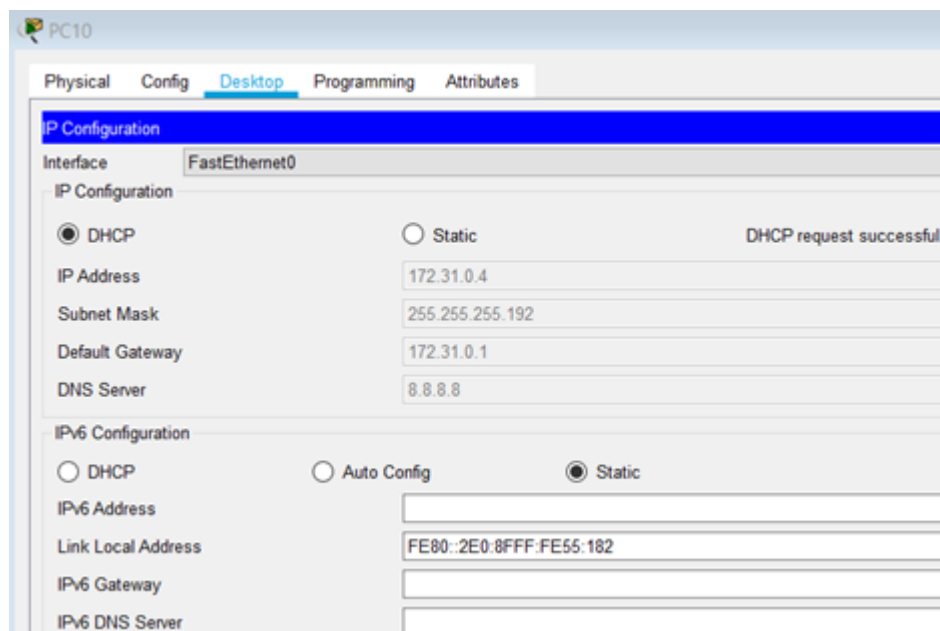 PC10
Physical Config Desktop Programming Attributes
IP Configuration
Interface FastEthernet0
IP Configuration
DHCP Static DHCP request successful
IP Address 172.31.0.4
Subnet Mask 255.255.255.192
Default Gateway 172.31.0.1
DNS Server 8.8.8.8
IPv6 Configuration
DHCP Auto Config Static
IPv6 Address
Link Local Address FE80::2E0:8FFF:FE55:182
IPv6 Gateway
IPv6 DNS Server